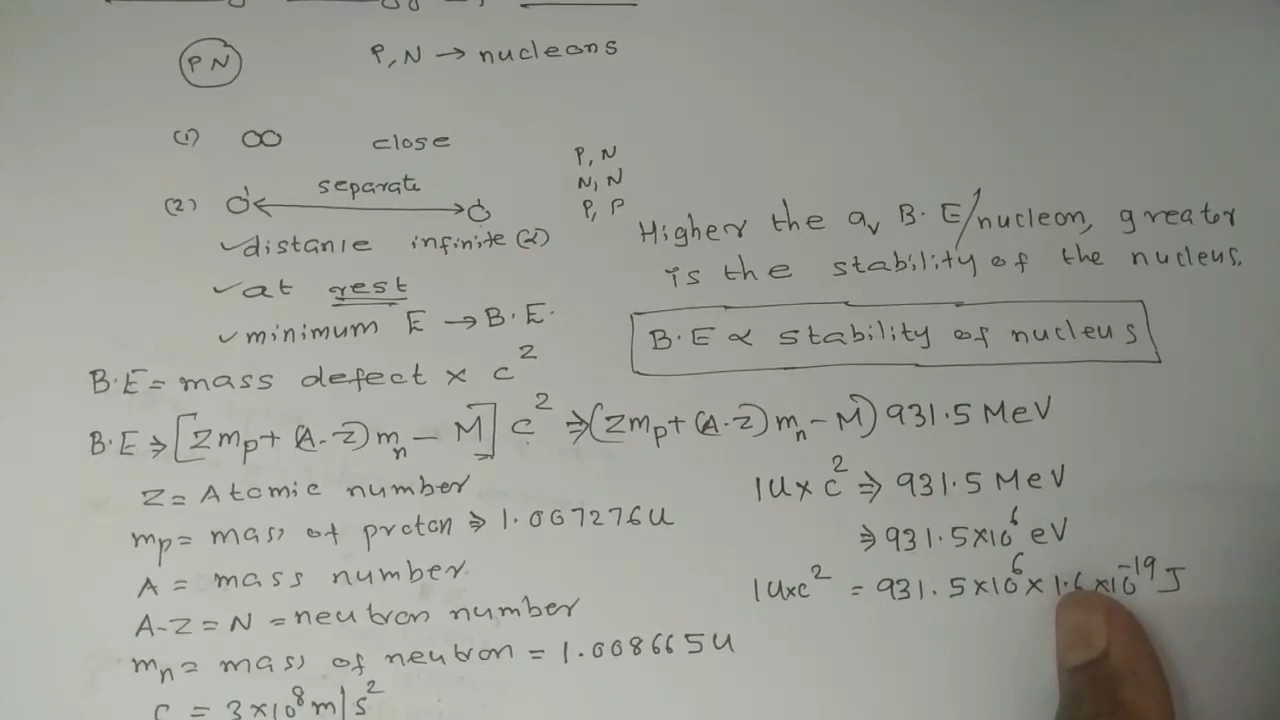 PN
P,N → nucleons
(1) close
(2) separate
P, N
N, N
P, P
✓distance infinite (α)
✓at rest
✓minimum E → B.E.
Higher the av B.E/nucleon, greater
is the stability of the nucleus.
B.E ∝ stability of nucleus
B.E = mass defect × c²
B.E ⇒ [Zmp + (A-Z)mn - M] c² ⇒ (Zmp + (A-Z)mn - M) 931.5 MeV
Z = Atomic number
mp = mass of proton ⇒ 1.007276u
A = mass number
A-Z = N = neutron number
mn = mass of neutron = 1.008665u
c = 3×10⁸ m/s²
1u × c² ⇒ 931.5 MeV
⇒ 931.5×10⁶ eV
1u×c² = 931.5×10⁶ × 1.6 ×10⁻¹⁹ J